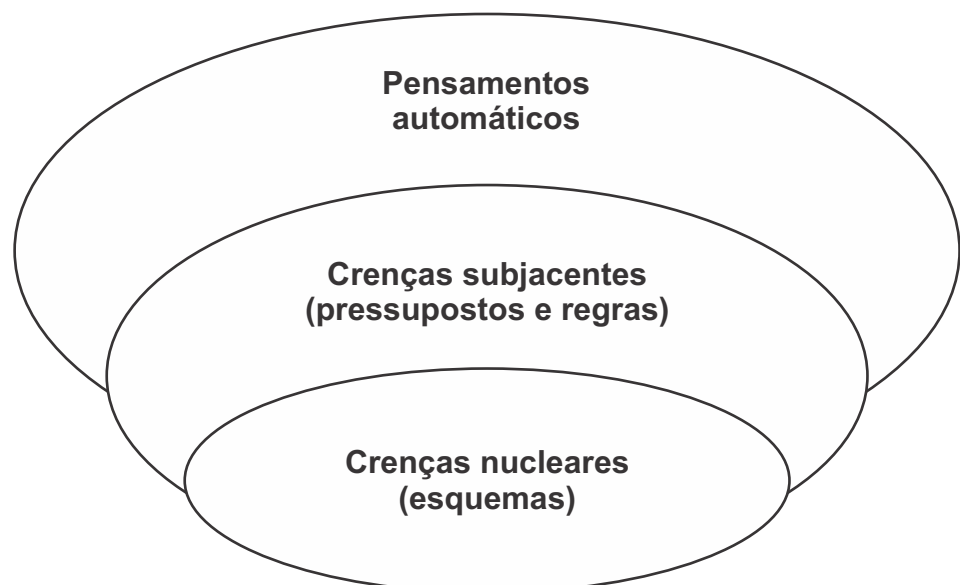 Pensamentos
automáticos
Crenças subjacentes
(pressupostos e regras)
Crenças nucleares
(esquemas)